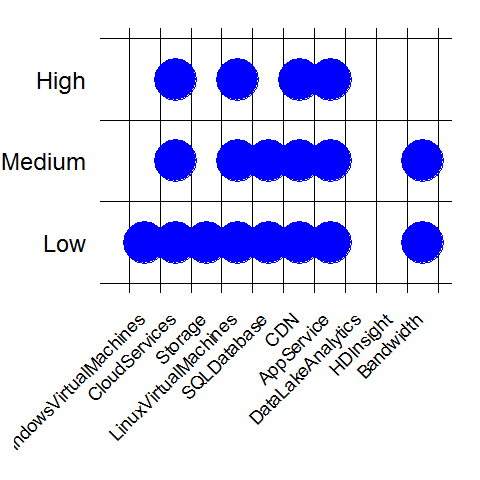 High
Medium
Low
ndowsVirtualMachines
CloudServices
Storage
LinuxVirtualMachines
SQLDatabase
CDN
AppService
DataLakeAnalytics
HDInsight
Bandwidth